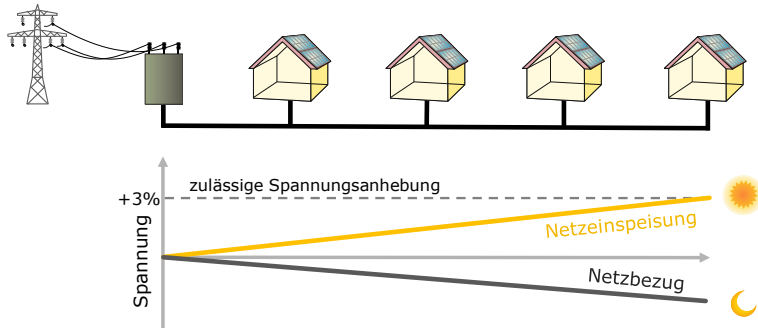 zulässige Spannungsanhebung
+3%
Netzeinspeisung
Spannung
Netzbezug